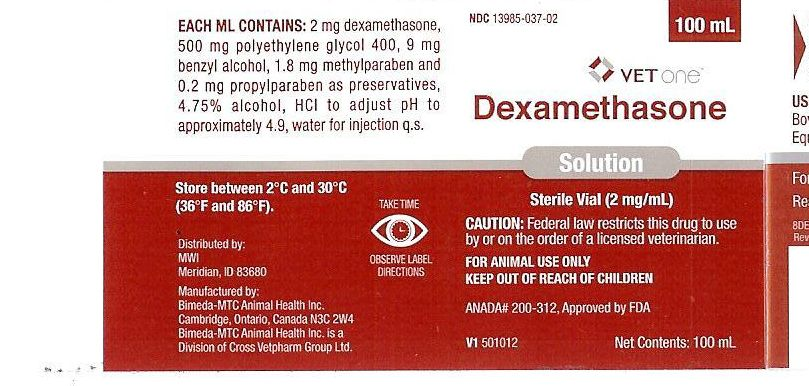 EACH ML CONTAINS: 2 mg dexamethasone,
500 mg polyethylene glycol 400, 9 mg
benzyl alcohol, 1.8 mg methylparaben and
0.2 mg propylparaben as preservatives,
4.75% alcohol, HCl to adjust pH to
approximately 4.9, water for injection q.s.
Store between 2°C and 30°C
(36°F and 86°F).
Distributed by:
MWI
Meridian, ID 83680
Manufactured by:
Bimeda-MTC Animal Health Inc.
Cambridge, Ontario, Canada N3C 2W4
Bimeda-MTC Animal Health Inc. is a
Division of Cross Vetpharm Group Ltd.
TAKE TIME
OBSERVE LABEL
DIRECTIONS
NDC 13985-037-02
100 mL
VET one™
Dexamethasone
Solution
Sterile Vial (2 mg/mL)
CAUTION: Federal law restricts this drug to use
by or on the order of a licensed veterinarian.
FOR ANIMAL USE ONLY
KEEP OUT OF REACH OF CHILDREN
ANADA# 200-312, Approved by FDA
V1 501012
Net Contents: 100 mL
US
Bov
Equ
For
Rea
8DE
Rev